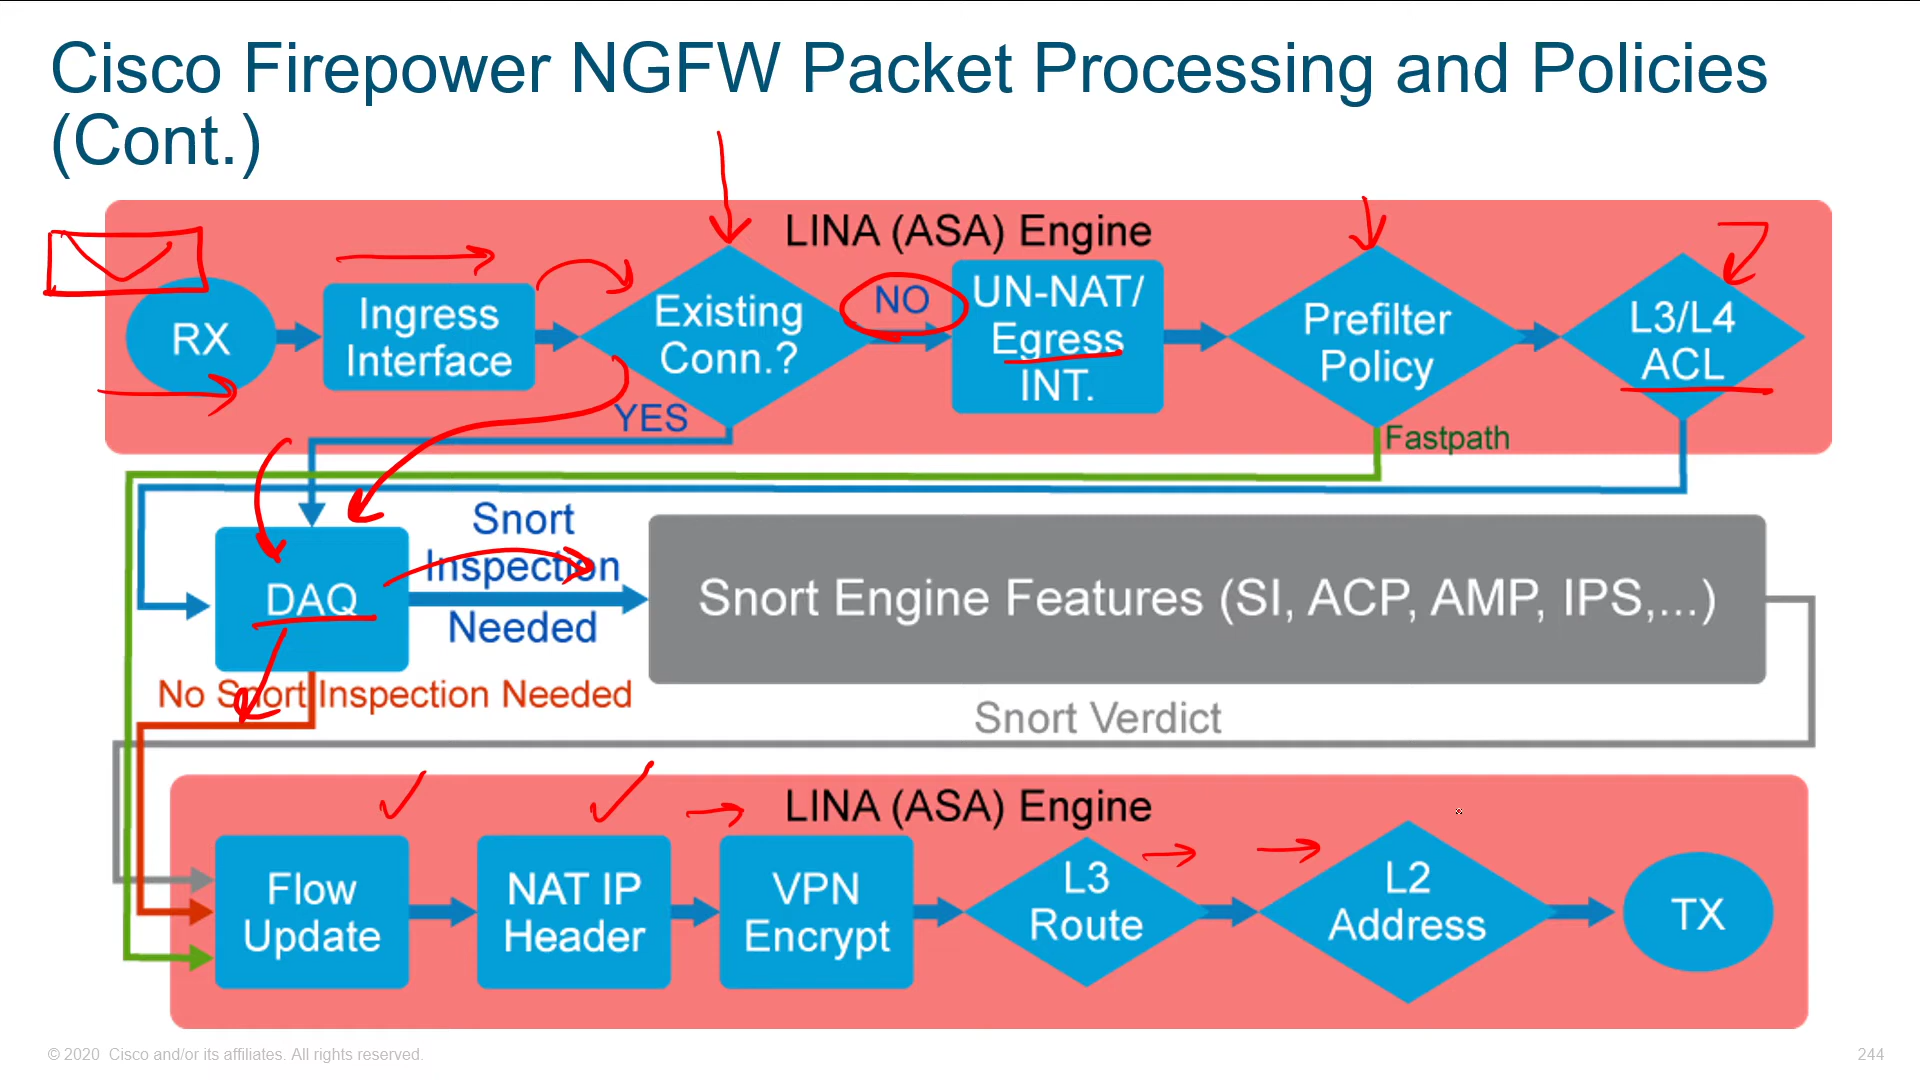 Cisco Firepower NGFW Packet Processing and Policies
(Cont.)
LINA (ASA) Engine
RX
Ingress
Interface
Existing
Conn.?
NO
YES
UN-NAT/
Egress
INT.
Prefilter
Policy
Fastpath
L3/L4
ACL
DAQ
Snort
Inspection
Needed
Snort Engine Features (SI, ACP, AMP, IPS,...)
No Snort Inspection Needed
Snort Verdict
LINA (ASA) Engine
Flow
Update
NAT IP
Header
VPN
Encrypt
L3
Route
L2
Address
TX
© 2020 Cisco and/or its affiliates. All rights reserved.
244